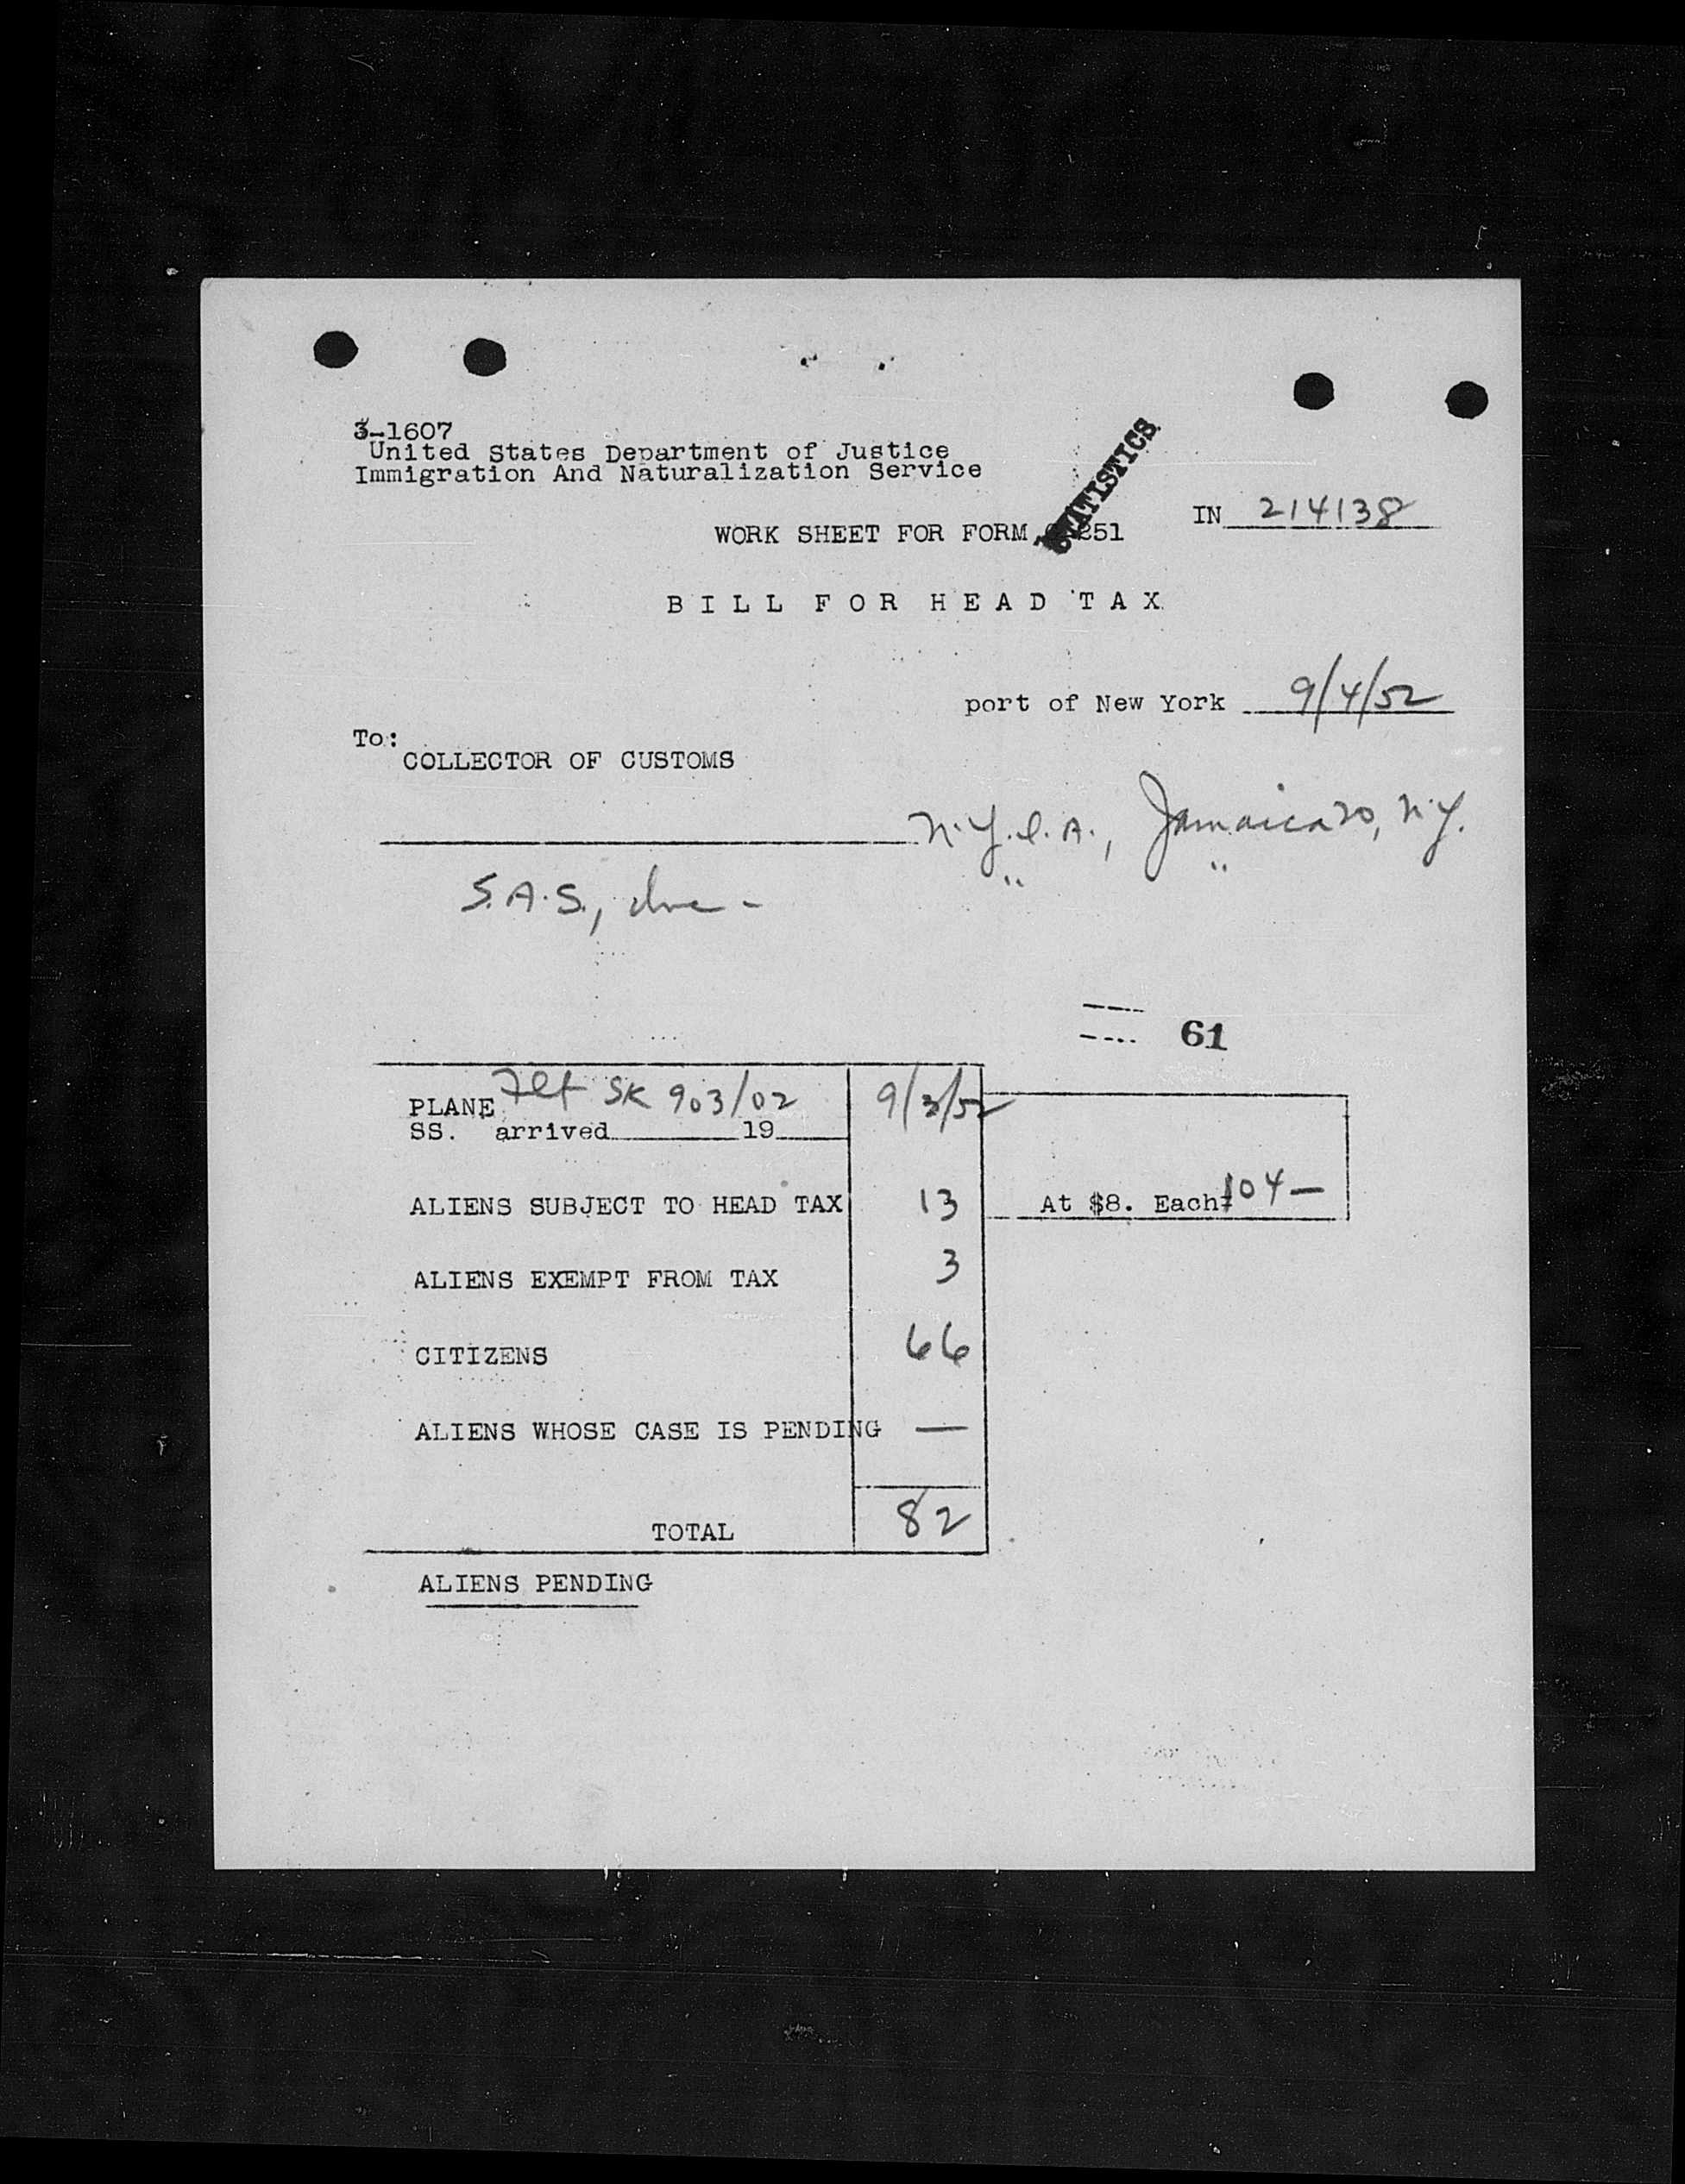 3-1607
United States Department of Justice
Immigration And Naturalization Service
STATISTICS
IN 214138
WORK SHEET FOR FORM 251
BILL FOR HEAD TAX
port of New York 9/4/52
To:
COLLECTOR OF CUSTOMS
N.Y.I.A., Jamaica 20, N.Y.
S.A.S., Inc -
61
PLANE Flt SK 903/02 9/3/52
SS. arrived 19
ALIENS SUBJECT TO HEAD TAX 13 At $8. Each 104-
ALIENS EXEMPT FROM TAX 3
CITIZENS 66
ALIENS WHOSE CASE IS PENDING —
TOTAL 82
ALIENS PENDING